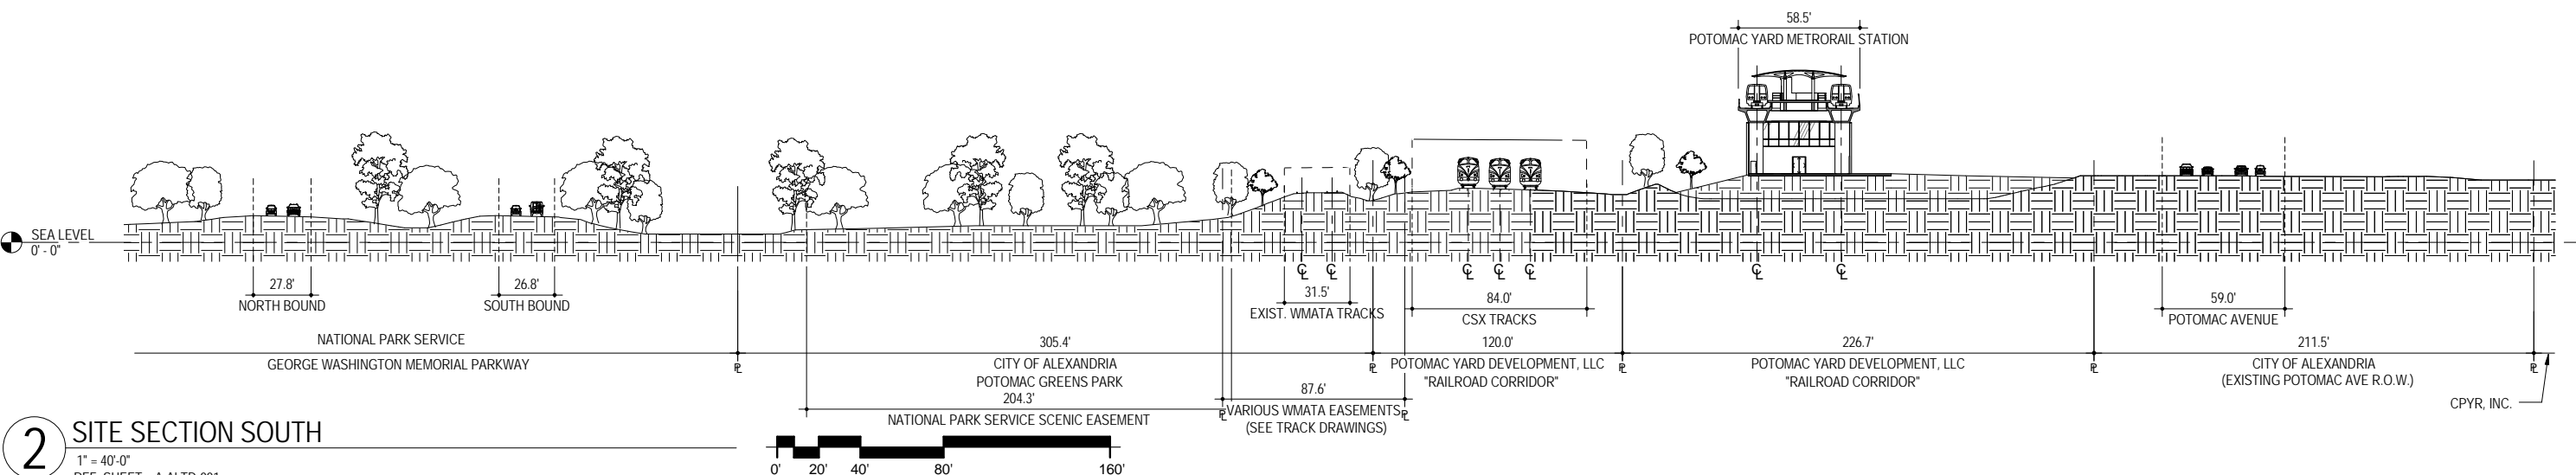 58.5'
POTOMAC YARD METRORAIL STATION
SEA LEVEL
0' - 0"
27.8'
NORTH BOUND
26.8'
SOUTH BOUND
31.5'
EXIST. WMATA TRACKS
84.0'
CSX TRACKS
59.0'
POTOMAC AVENUE
NATIONAL PARK SERVICE
GEORGE WASHINGTON MEMORIAL PARKWAY
305.4'
CITY OF ALEXANDRIA
POTOMAC GREENS PARK
204.3'
NATIONAL PARK SERVICE SCENIC EASEMENT
87.6'
VARIOUS WMATA EASEMENTS
(SEE TRACK DRAWINGS)
120.0'
POTOMAC YARD DEVELOPMENT, LLC
"RAILROAD CORRIDOR"
226.7'
POTOMAC YARD DEVELOPMENT, LLC
"RAILROAD CORRIDOR"
211.5'
CITY OF ALEXANDRIA
(EXISTING POTOMAC AVE R.O.W.)
CPYR, INC.
2 SITE SECTION SOUTH
1" = 40'-0"
0' 20' 40' 80' 160'